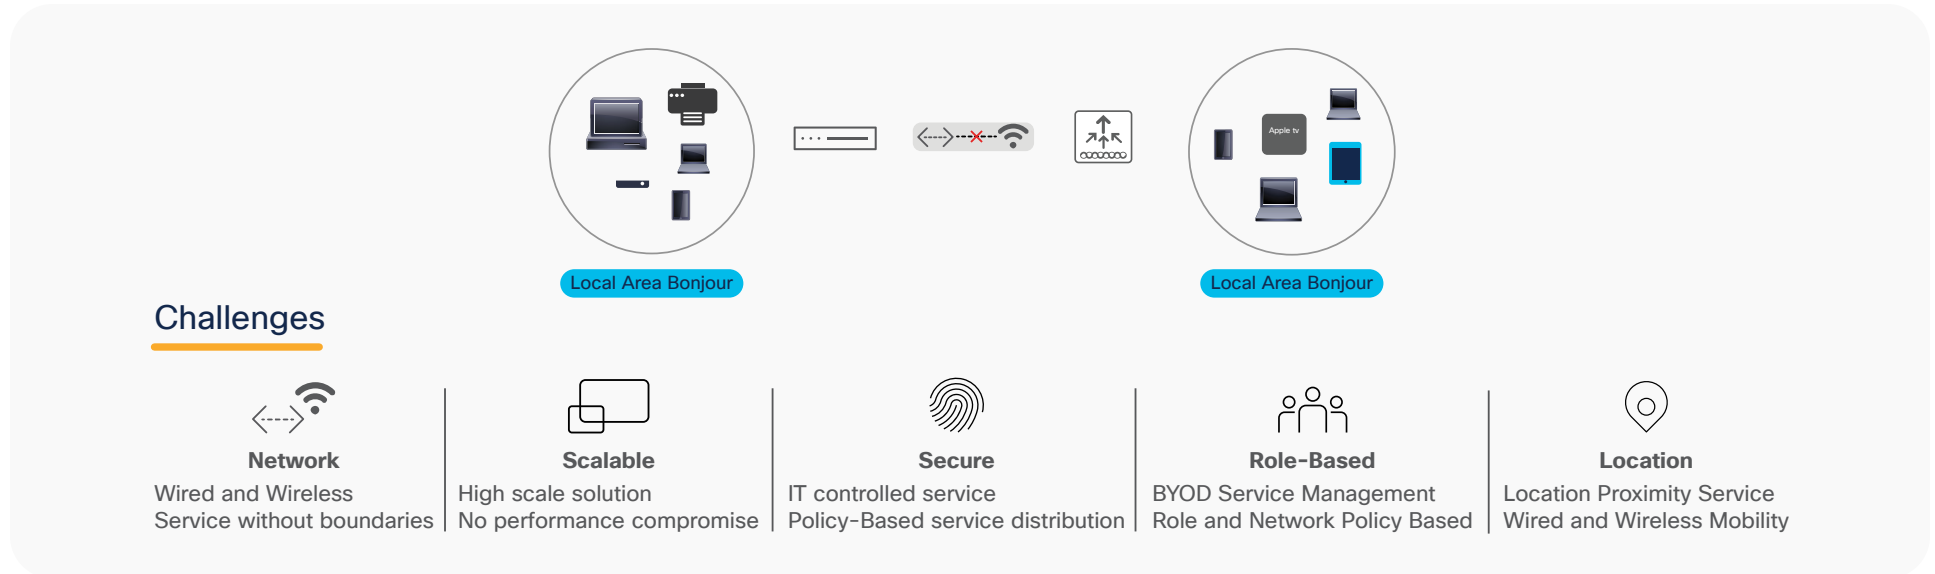 Apple tv
Local Area Bonjour
Local Area Bonjour
Challenges
Network
Wired and Wireless
Service without boundaries
Scalable
High scale solution
No performance compromise
Secure
IT controlled service
Policy-Based service distribution
Role-Based
BYOD Service Management
Role and Network Policy Based
Location
Location Proximity Service
Wired and Wireless Mobility